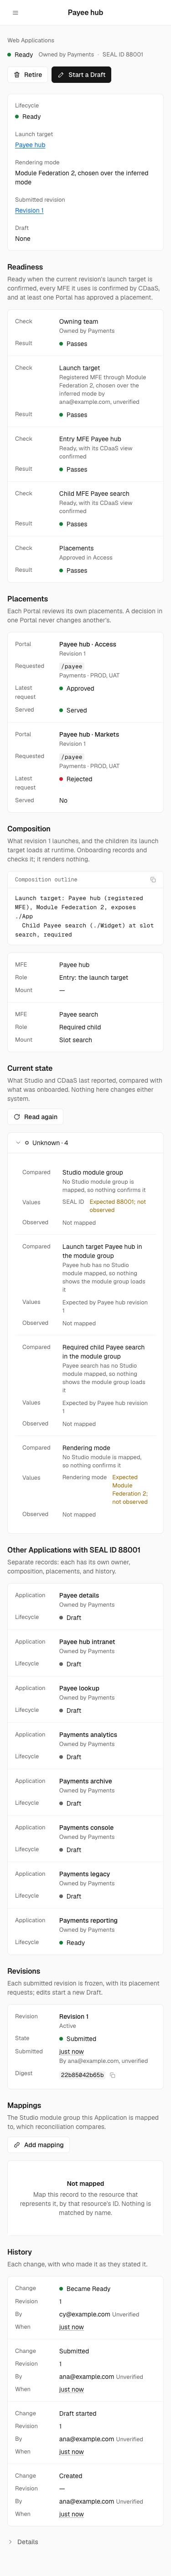 Payee hub
Web Applications
Ready Owned by Payments · SEAL ID 88001
Retire Start a Draft
Lifecycle
Ready
Launch target
Payee hub
Rendering mode
Module Federation 2, chosen over the inferred
mode
Submitted revision
Revision 1
Draft
None
Readiness
Ready when the current revision's launch target is
confirmed, every MFE it uses is confirmed by CDaaS,
and at least one Portal has approved a placement.
Check Owning team
Owned by Payments
Result Passes
Check Launch target
Registered MFE through Module
Federation 2, chosen over the
inferred mode by
ana@example.com, unverified
Result Passes
Check Entry MFE Payee hub
Ready, with its CDaaS view
confirmed
Result Passes
Check Child MFE Payee search
Ready, with its CDaaS view
confirmed
Result Passes
Check Placements
Approved in Access
Result Passes
Placements
Each Portal reviews its own placements. A decision in
one Portal never changes another's.
Portal Payee hub · Access
Revision 1
Requested /payee
Payments · PROD, UAT
Latest
request
Approved
Served Served
Portal Payee hub · Markets
Revision 1
Requested /payee
Payments · PROD, UAT
Latest
request
Rejected
Served No
Composition
What revision 1 launches, and the children its launch
target loads at runtime. Onboarding records and
checks it; it renders nothing.
Composition outline
Launch target: Payee hub (registered
MFE), Module Federation 2, exposes
./App
Child Payee search (./Widget) at slot
search, required
MFE Payee hub
Role Entry: the launch target
Mount —
MFE Payee search
Role Required child
Mount Slot search
Current state
What Studio and CDaaS last reported, compared with
what was onboarded. Nothing here changes either
system.
Read again
Unknown · 4
Compared Studio module group
No Studio module group is
mapped, so nothing confirms it
Values SEAL ID Expected 88001; not
observed
Observed Not mapped
Compared Launch target Payee hub in
the module group
Payee hub has no Studio
module mapped, so nothing
shows the module group loads
it
Values Expected by Payee hub revision
1
Observed Not mapped
Compared Required child Payee search
in the module group
Payee search has no Studio
module mapped, so nothing
shows the module group loads
it
Values Expected by Payee hub revision
1
Observed Not mapped
Compared Rendering mode
No Studio module is mapped,
so nothing confirms it
Values Rendering mode Expected
Module
Federation 2;
not observed
Observed Not mapped
Other Applications with SEAL ID 88001
Separate records: each has its own owner,
composition, placements, and history.
Application Payee details
Owned by Payments
Lifecycle Draft
Application Payee hub intranet
Owned by Payments
Lifecycle Draft
Application Payee lookup
Owned by Payments
Lifecycle Draft
Application Payments analytics
Owned by Payments
Lifecycle Draft
Application Payments archive
Owned by Payments
Lifecycle Draft
Application Payments console
Owned by Payments
Lifecycle Draft
Application Payments legacy
Owned by Payments
Lifecycle Draft
Application Payments reporting
Owned by Payments
Lifecycle Ready
Revisions
Each submitted revision is frozen, with its placement
requests; edits start a new Draft.
Revision Revision 1
Active
State Submitted
Submitted just now
By ana@example.com, unverified
Digest 22b85042b65b
Mappings
The Studio module group this Application is mapped
to, which reconciliation compares.
Add mapping
Not mapped
Map this record to the resource that
represents it, by that resource's ID. Nothing is
matched by name.
History
Each change, with who made it as they stated it.
Change Became Ready
Revision 1
By cy@example.com Unverified
When just now
Change Submitted
Revision 1
By ana@example.com Unverified
When just now
Change Draft started
Revision 1
By ana@example.com Unverified
When just now
Change Created
Revision —
By ana@example.com Unverified
When just now
Details